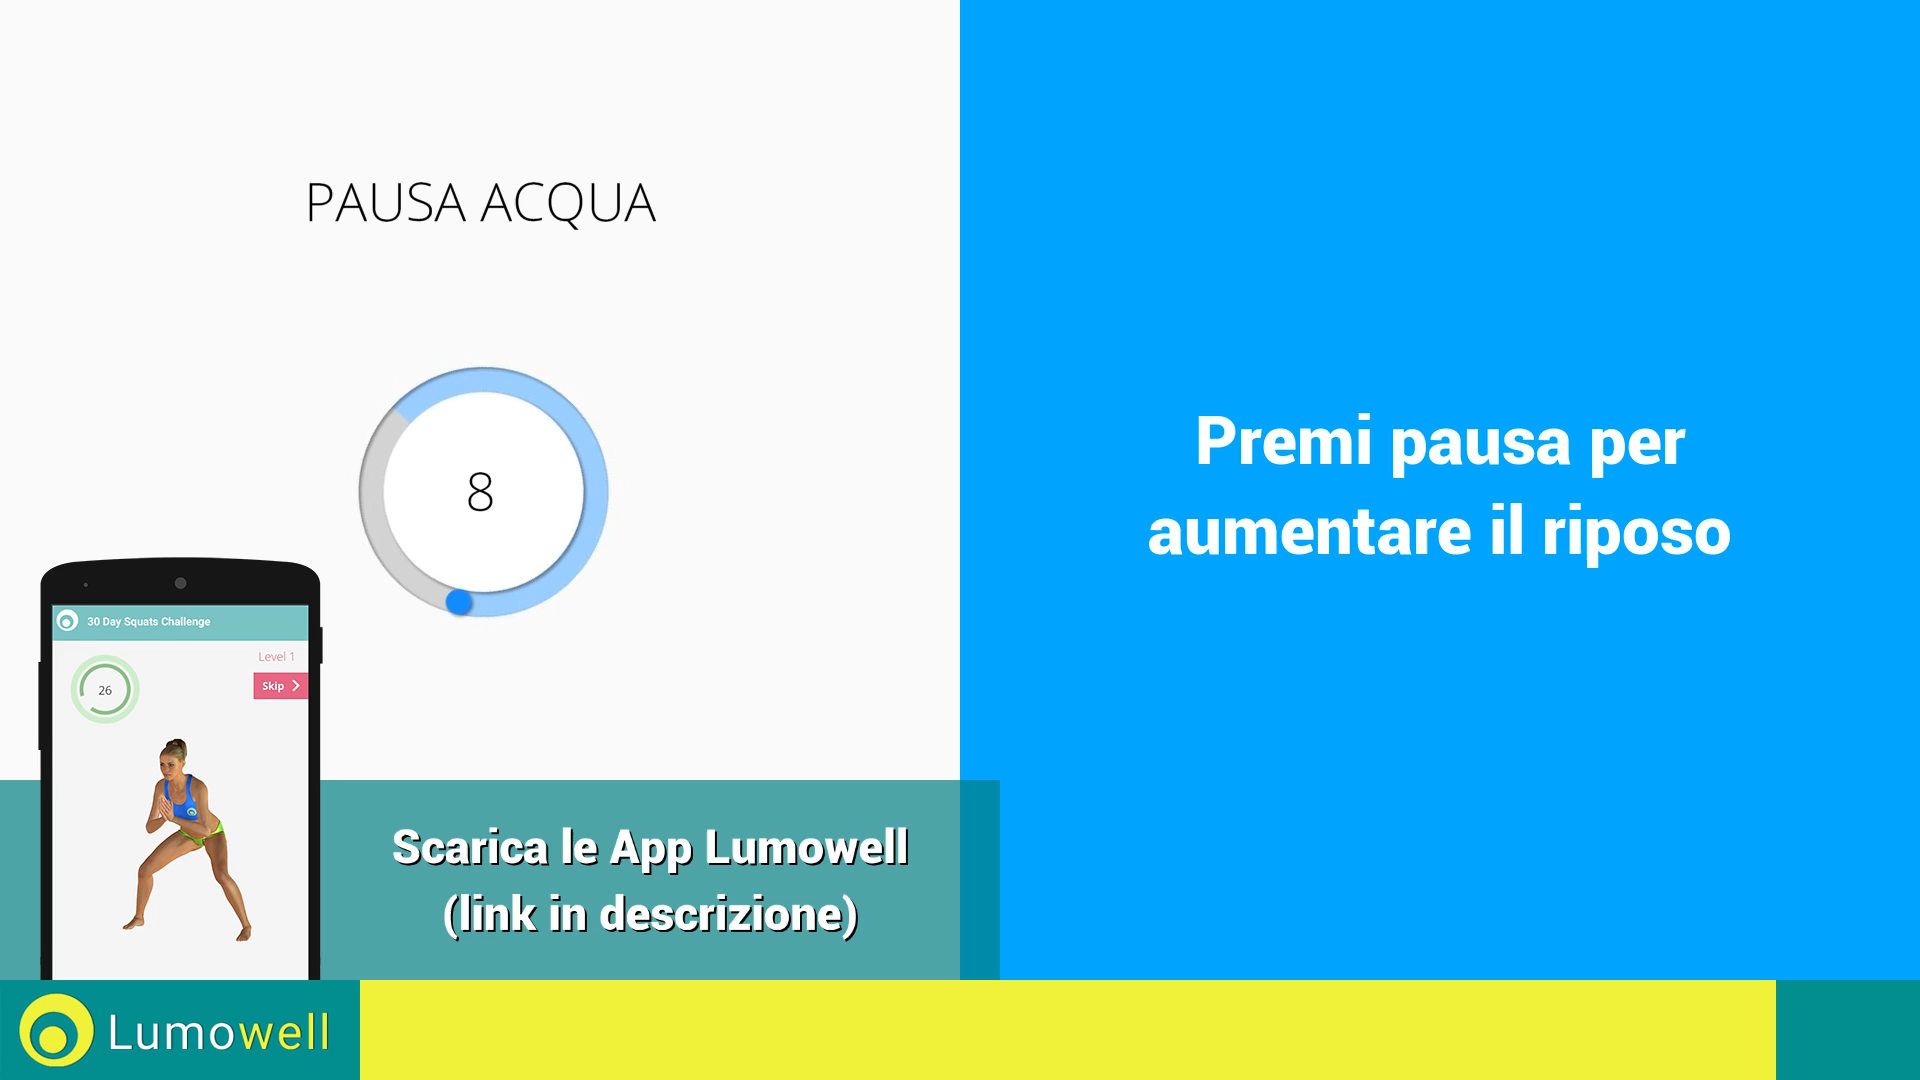 PAUSA ACQUA
8
Premi pausa per
aumentare il riposo
30 Day Squats Challenge
Level 1
Skip
26
Scarica le App Lumowell
(link in descrizione)
Lumowell